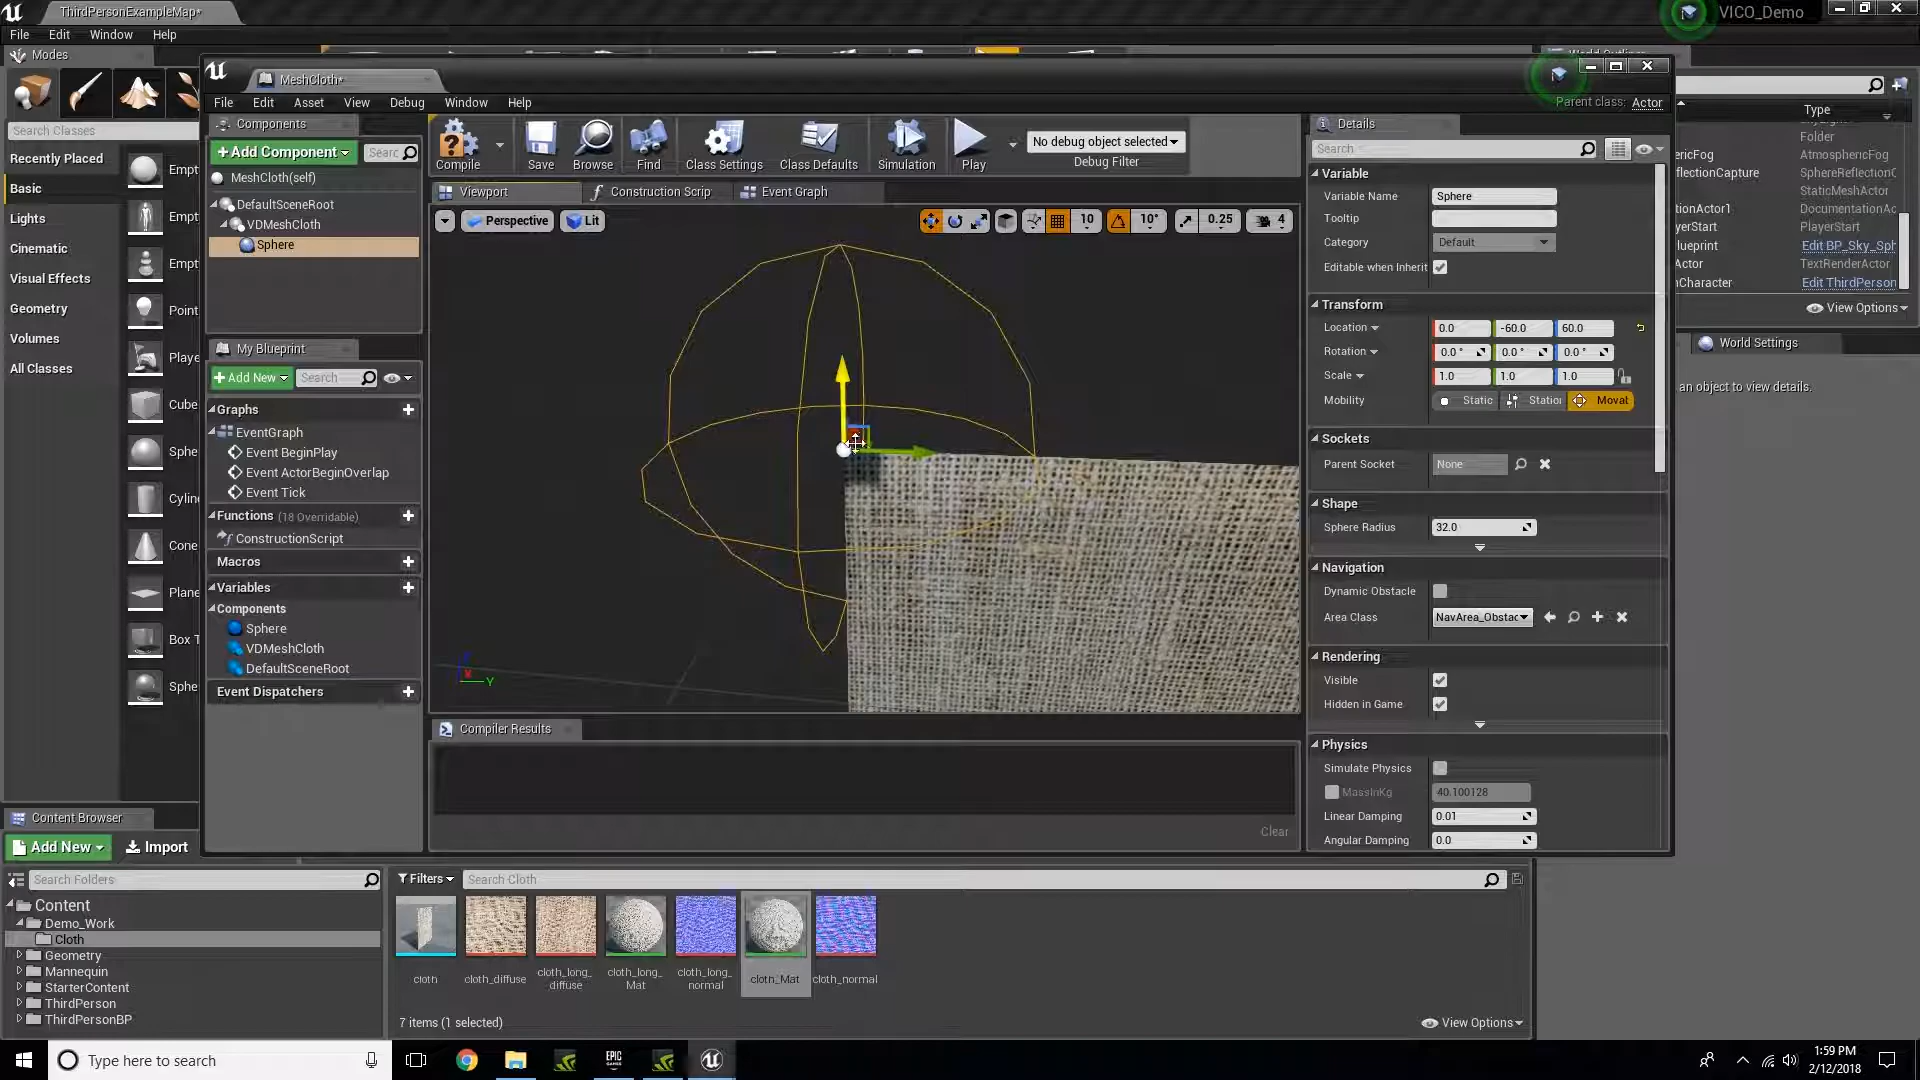 ThirdPersonExampleMap*
VICO_Demo
File Edit Window Help
Modes
Search Classes
Recently Placed
Basic
Lights
Cinematic
Visual Effects
Geometry
Volumes
All Classes
Empt
Empt
Empt
Point
Playe
Cube
Sphe
Cylin
Cone
Plane
Box T
Sphe
MeshCloth*
File Edit Asset View Debug Window Help
Parent class: Actor
Components
+ Add Component
Searc
MeshCloth(self)
DefaultSceneRoot
VDMeshCloth
Sphere
My Blueprint
+ Add New
Search
Graphs
EventGraph
Event BeginPlay
Event ActorBeginOverlap
Event Tick
Functions (18 Overridable)
ConstructionScript
Macros
Variables
Components
Sphere
VDMeshCloth
DefaultSceneRoot
Event Dispatchers
Compile
Save
Browse
Find
Class Settings
Class Defaults
Simulation
Play
No debug object selected
Debug Filter
Viewport
Construction Scrip
Event Graph
Perspective
Lit
10
10°
0.25
4
Y
Compiler Results
Clear
Details
Search
Variable
Variable Name Sphere
Tooltip
Category Default
Editable when Inherit
Transform
Location 0.0 -60.0 60.0
Rotation 0.0° 0.0° 0.0°
Scale 1.0 1.0 1.0
Mobility Static Station Movab
Sockets
Parent Socket None
Shape
Sphere Radius 32.0
Navigation
Dynamic Obstacle
Area Class NavArea_Obstac
Rendering
Visible
Hidden in Game
Physics
Simulate Physics
MassInKg 40.100128
Linear Damping 0.01
Angular Damping 0.0
Type
Folder
ericFog AtmosphericFog
flectionCapture SphereReflectionC
StaticMeshActor
tionActor1 DocumentationAc
yerStart PlayerStart
lueprint Edit BP_Sky_Sph
Actor TextRenderActor
Character Edit ThirdPerson
View Options
World Settings
an object to view details.
Content Browser
Add New
Import
Search Folders
Content
Demo_Work
Cloth
Geometry
Mannequin
StarterContent
ThirdPerson
ThirdPersonBP
Filters
Search Cloth
cloth
cloth_diffuse
cloth_long_
diffuse
cloth_long_
Mat
cloth_long_
normal
cloth_Mat
cloth_normal
7 items (1 selected)
View Options
Type here to search
EPIC
GAMES
1:59 PM
2/12/2018